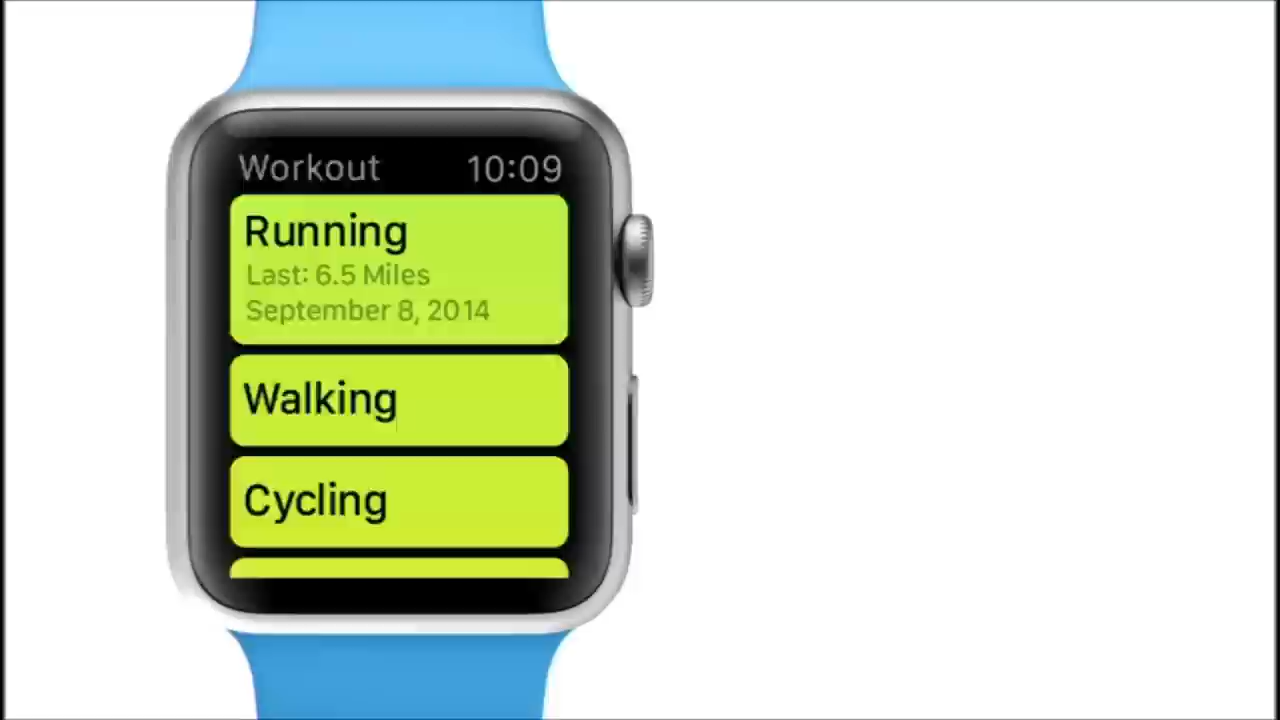 Workout 10:09
Running
Last: 6.5 Miles
September 8, 2014
Walking
Cycling